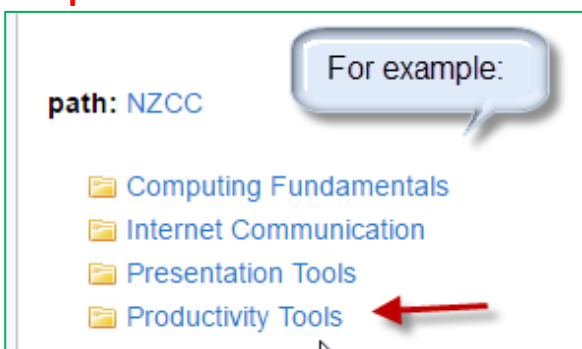 For example:
path: NZCC
Computing Fundamentals
Internet Communication
Presentation Tools
Productivity Tools